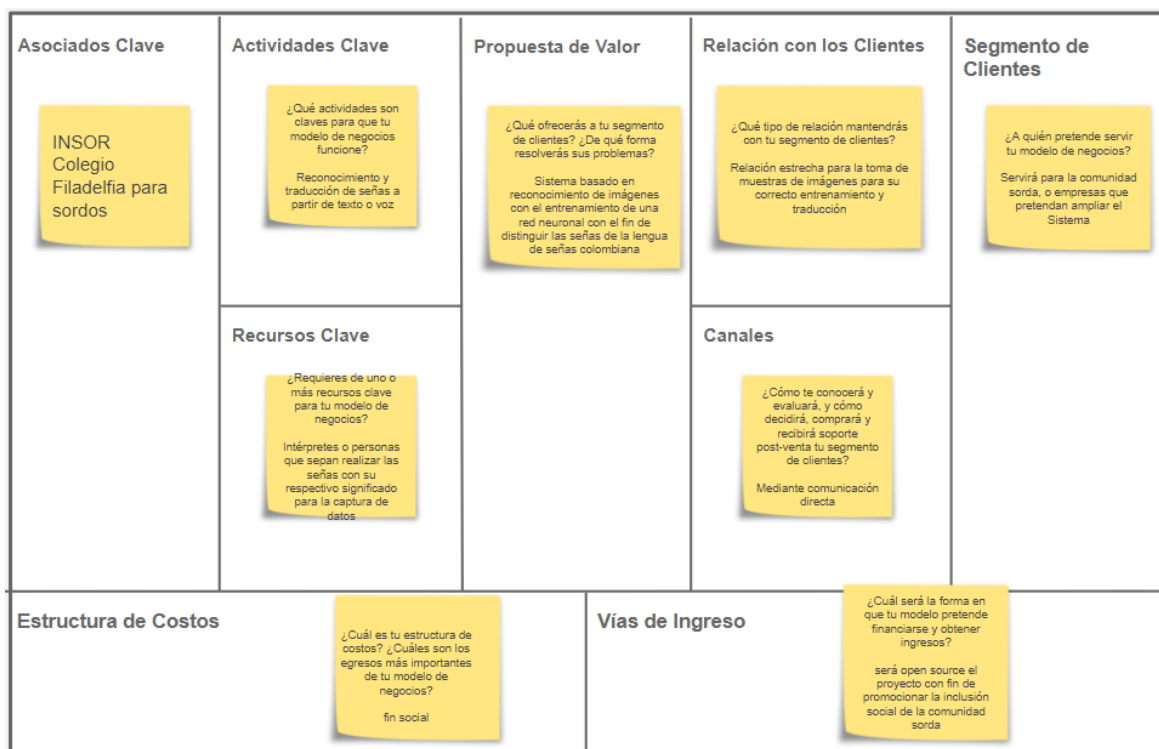 Asociados Clave
INSOR
Colegio
Filadelfia para
sordos
Actividades Clave
¿Qué actividades son
claves para que tu
modelo de negocios
funcione?
Reconocimiento y
traducción de señas a
partir de texto o voz
Recursos Clave
¿Requieres de uno o
más recursos clave
para tu modelo de
negocios?
Intérpretes o personas
que sepan realizar las
señas con su
respectivo significado
para la captura de
datos
Propuesta de Valor
¿Qué ofrecerás a tu segmento
de clientes? ¿De qué forma
resolverás sus problemas?
Sistema basado en
reconocimiento de imágenes
con el entrenamiento de una
red neuronal con el fin de
distinguir las señas de la lengua
de señas colombiana
Relación con los Clientes
¿Qué tipo de relación mantendrás
con tu segmento de clientes?
Relación estrecha para la toma de
muestras de imágenes para su
correcto entrenamiento y
traducción
Canales
¿Cómo te conocerá y
evaluará, y cómo
decidirá, comprará y
recibirá soporte
post-venta tu segmento
de clientes?
Mediante comunicación
directa
Segmento de
Clientes
¿A quién pretende servir
tu modelo de negocios?
Servirá para la comunidad
sorda, o empresas que
pretendan ampliar el
Sistema
Estructura de Costos
¿Cuál es tu estructura de
costos? ¿Cuáles son los
egresos más importantes
de tu modelo de
negocios?
fin social
Vías de Ingreso
¿Cuál será la forma en
que tu modelo pretende
financiarse y obtener
ingresos?
será open source el
proyecto con fin de
promocionar la inclusión
social de la comunidad
sorda